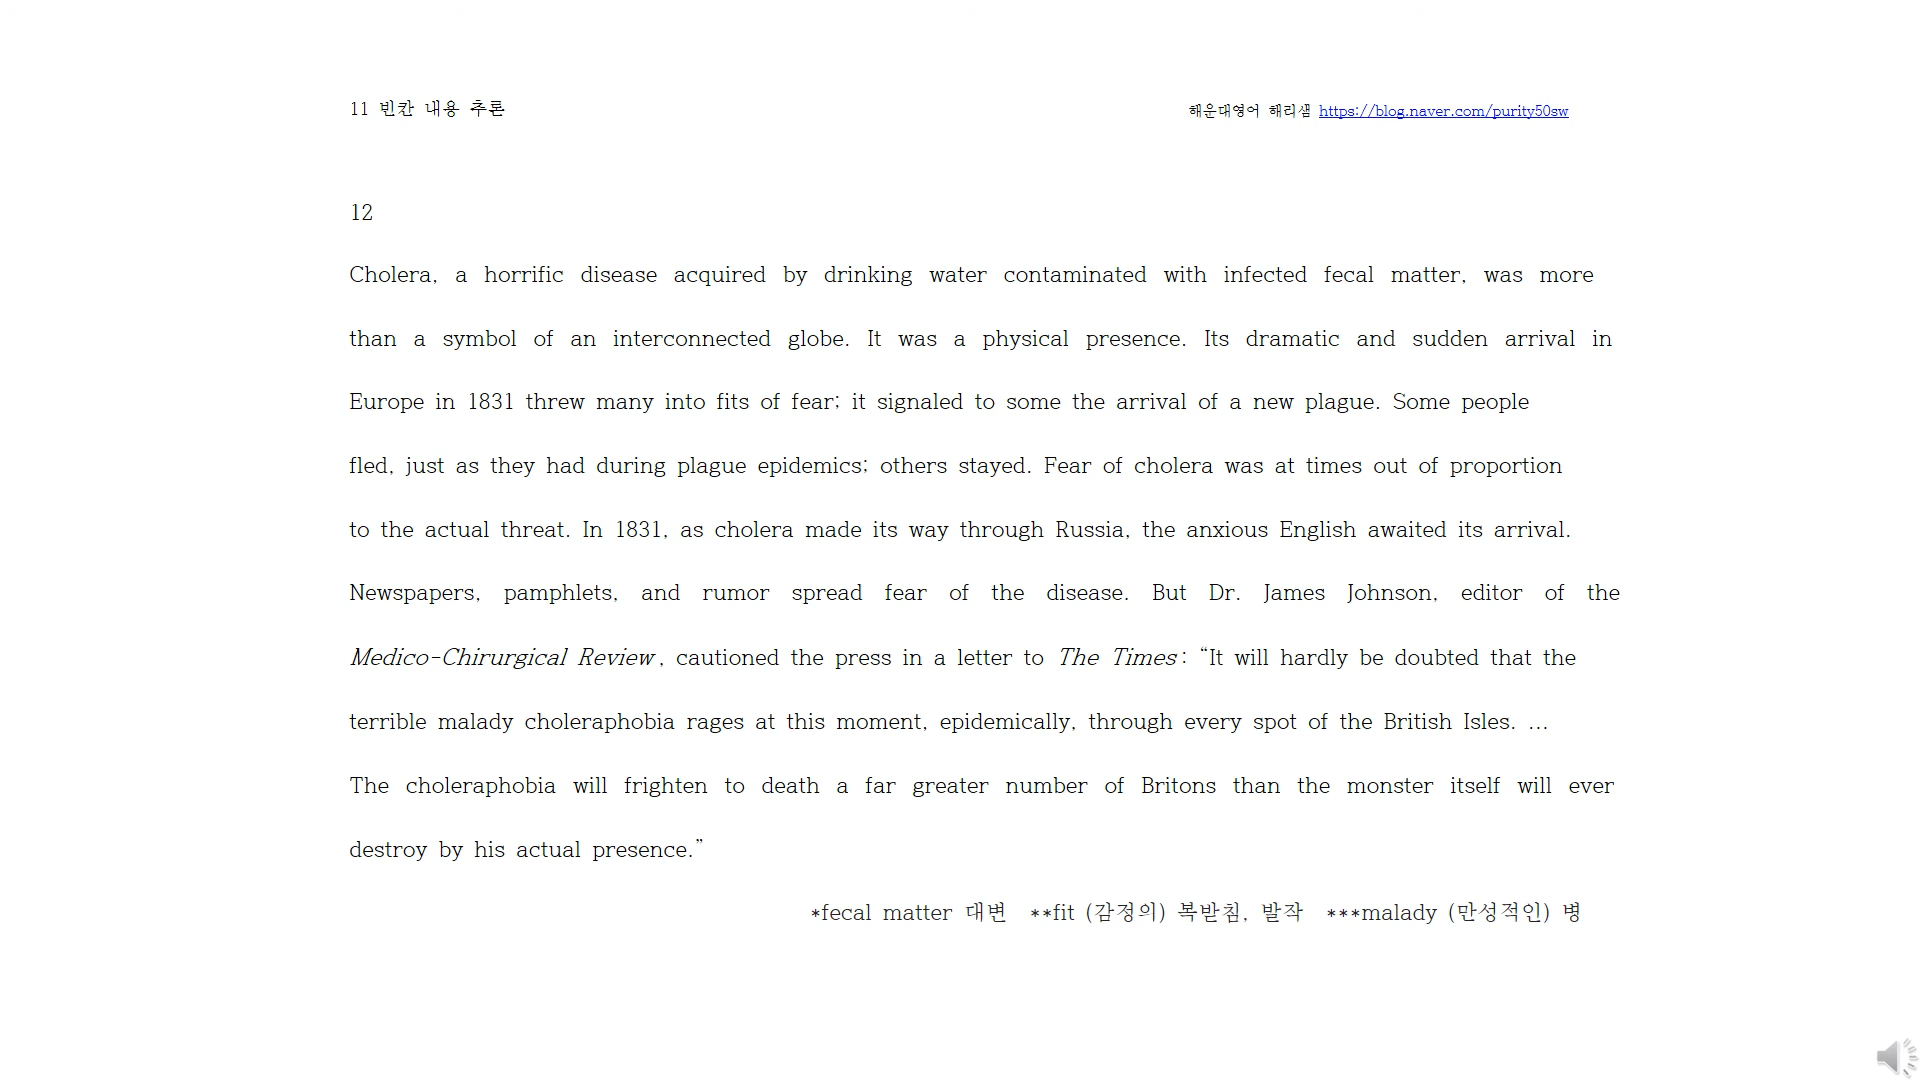 11 빈칸 내용 추론
해운대영어 해리샘 https://blog.naver.com/purity50sw
12
Cholera, a horrific disease acquired by drinking water contaminated with infected fecal matter, was more
than a symbol of an interconnected globe. It was a physical presence. Its dramatic and sudden arrival in
Europe in 1831 threw many into fits of fear; it signaled to some the arrival of a new plague. Some people
fled, just as they had during plague epidemics; others stayed. Fear of cholera was at times out of proportion
to the actual threat. In 1831, as cholera made its way through Russia, the anxious English awaited its arrival.
Newspapers, pamphlets, and rumor spread fear of the disease. But Dr. James Johnson, editor of the
Medico-Chirurgical Review, cautioned the press in a letter to The Times: “It will hardly be doubted that the
terrible malady choleraphobia rages at this moment, epidemically, through every spot of the British Isles. ...
The choleraphobia will frighten to death a far greater number of Britons than the monster itself will ever
destroy by his actual presence.”
*fecal matter 대변 **fit (감정의) 복받침, 발작 ***malady (만성적인) 병